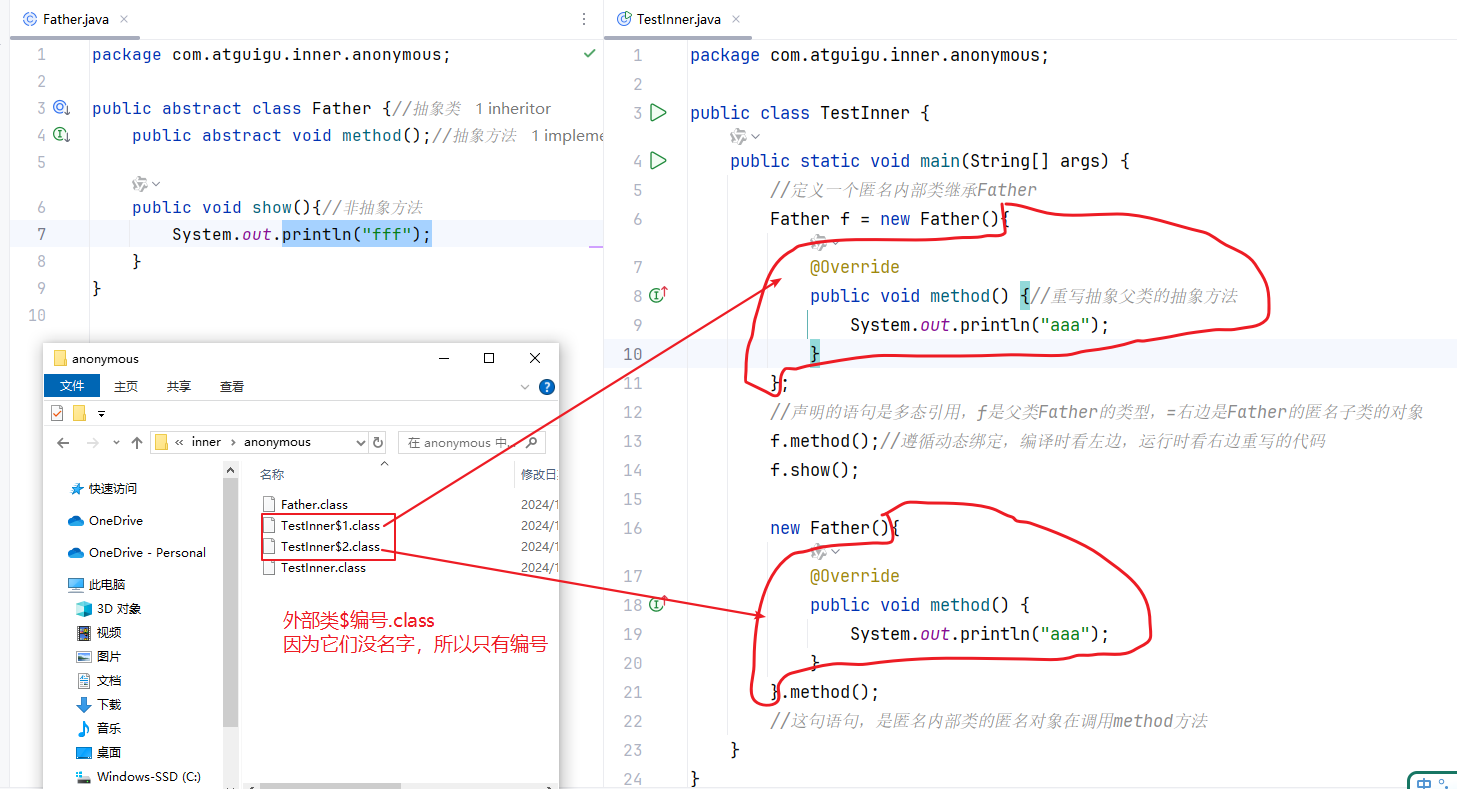 Father.java
1 package com.atguigu.inner.anonymous;
2
3 public abstract class Father {//抽象类 1 inheritor
4 public abstract void method();//抽象方法 1 impleme
5
6 public void show(){//非抽象方法
7 System.out.println("fff");
8 }
9 }
10
anonymous
文件 主页 共享 查看
« inner › anonymous
在 anonymous 中...
快速访问
OneDrive
OneDrive - Personal
此电脑
3D 对象
视频
图片
文档
下载
音乐
桌面
Windows-SSD (C:)
名称 修改日
Father.class 2024/1
TestInner$1.class 2024/1
TestInner$2.class 2024/1
TestInner.class 2024/1
外部类$编号.class
因为它们没名字，所以只有编号
TestInner.java
1 package com.atguigu.inner.anonymous;
2
3 public class TestInner {
4 public static void main(String[] args) {
5 //定义一个匿名内部类继承Father
6 Father f = new Father(){
7 @Override
8 public void method() {//重写抽象父类的抽象方法
9 System.out.println("aaa");
10 }
11 };
12 //声明的语句是多态引用，f是父类Father的类型，=右边是Father的匿名子类的对象
13 f.method();//遵循动态绑定，编译时看左边，运行时看右边重写的代码
14 f.show();
15
16 new Father(){
17 @Override
18 public void method() {
19 System.out.println("aaa");
20 }
21 }.method();
22 //这句语句，是匿名内部类的匿名对象在调用method方法
23 }
24 }
中